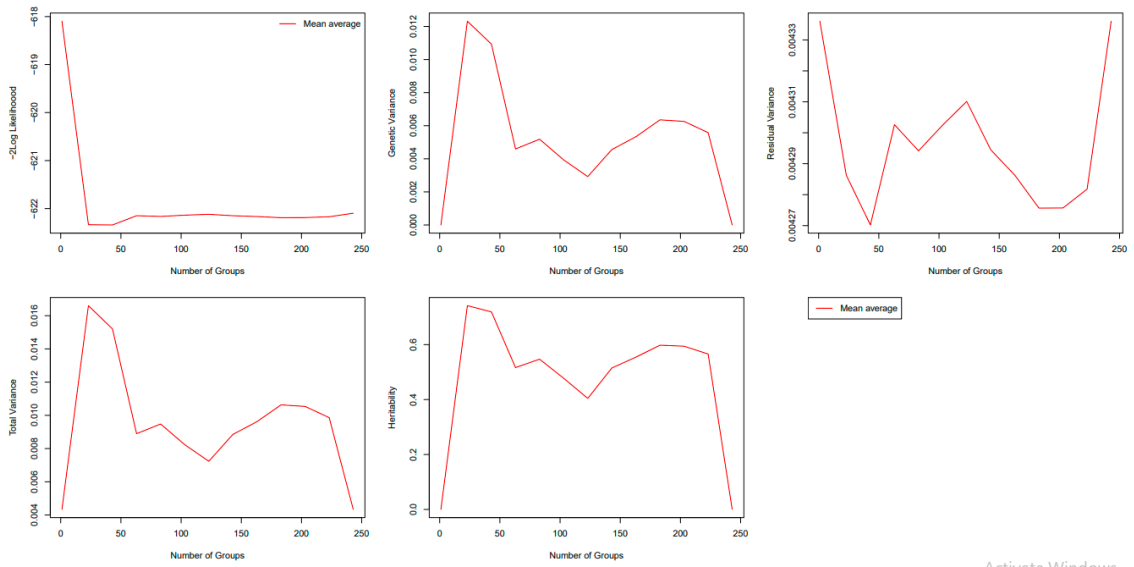 -2Log Likelihoood
-618
-619
-620
-621
-622
Mean average
0 50 100 150 200 250
Number of Groups
Genetic Variance
0.012
0.010
0.008
0.006
0.004
0.002
0.000
0 50 100 150 200 250
Number of Groups
Residual Variance
0.00433
0.00431
0.00429
0.00427
0 50 100 150 200 250
Number of Groups
Total Variance
0.016
0.014
0.012
0.010
0.008
0.006
0.004
0 50 100 150 200 250
Number of Groups
Heritability
0.6
0.4
0.2
0.0
0 50 100 150 200 250
Number of Groups
Mean average
Activate Windows